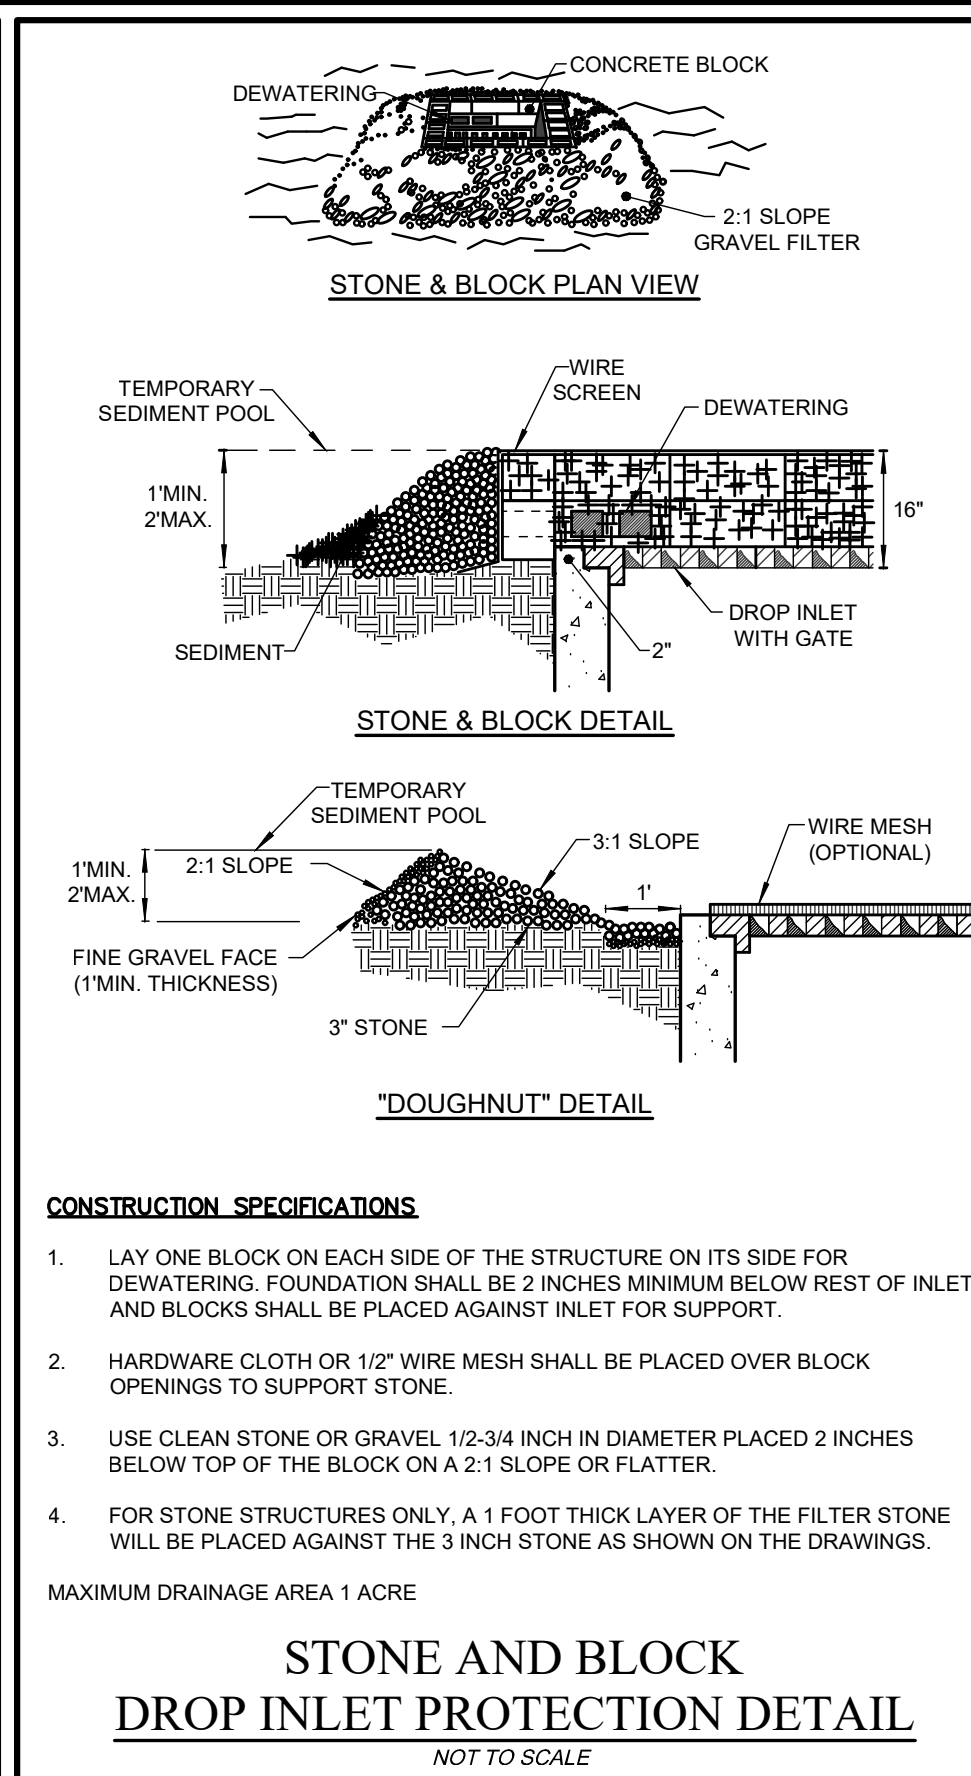 CONCRETE BLOCK
DEWATERING
2:1 SLOPE
GRAVEL FILTER
STONE & BLOCK PLAN VIEW
WIRE
SCREEN
TEMPORARY
SEDIMENT POOL
DEWATERING
1'MIN.
2'MAX.
16"
DROP INLET
WITH GATE
SEDIMENT
2"
STONE & BLOCK DETAIL
TEMPORARY
SEDIMENT POOL
WIRE MESH
(OPTIONAL)
3:1 SLOPE
2:1 SLOPE
1'MIN.
2'MAX.
1'
FINE GRAVEL FACE
(1'MIN. THICKNESS)
3" STONE
"DOUGHNUT" DETAIL
CONSTRUCTION SPECIFICATIONS
1. LAY ONE BLOCK ON EACH SIDE OF THE STRUCTURE ON ITS SIDE FOR
DEWATERING. FOUNDATION SHALL BE 2 INCHES MINIMUM BELOW REST OF INLET
AND BLOCKS SHALL BE PLACED AGAINST INLET FOR SUPPORT.
2. HARDWARE CLOTH OR 1/2" WIRE MESH SHALL BE PLACED OVER BLOCK
OPENINGS TO SUPPORT STONE.
3. USE CLEAN STONE OR GRAVEL 1/2-3/4 INCH IN DIAMETER PLACED 2 INCHES
BELOW TOP OF THE BLOCK ON A 2:1 SLOPE OR FLATTER.
4. FOR STONE STRUCTURES ONLY, A 1 FOOT THICK LAYER OF THE FILTER STONE
WILL BE PLACED AGAINST THE 3 INCH STONE AS SHOWN ON THE DRAWINGS.
MAXIMUM DRAINAGE AREA 1 ACRE
STONE AND BLOCK
DROP INLET PROTECTION DETAIL
NOT TO SCALE